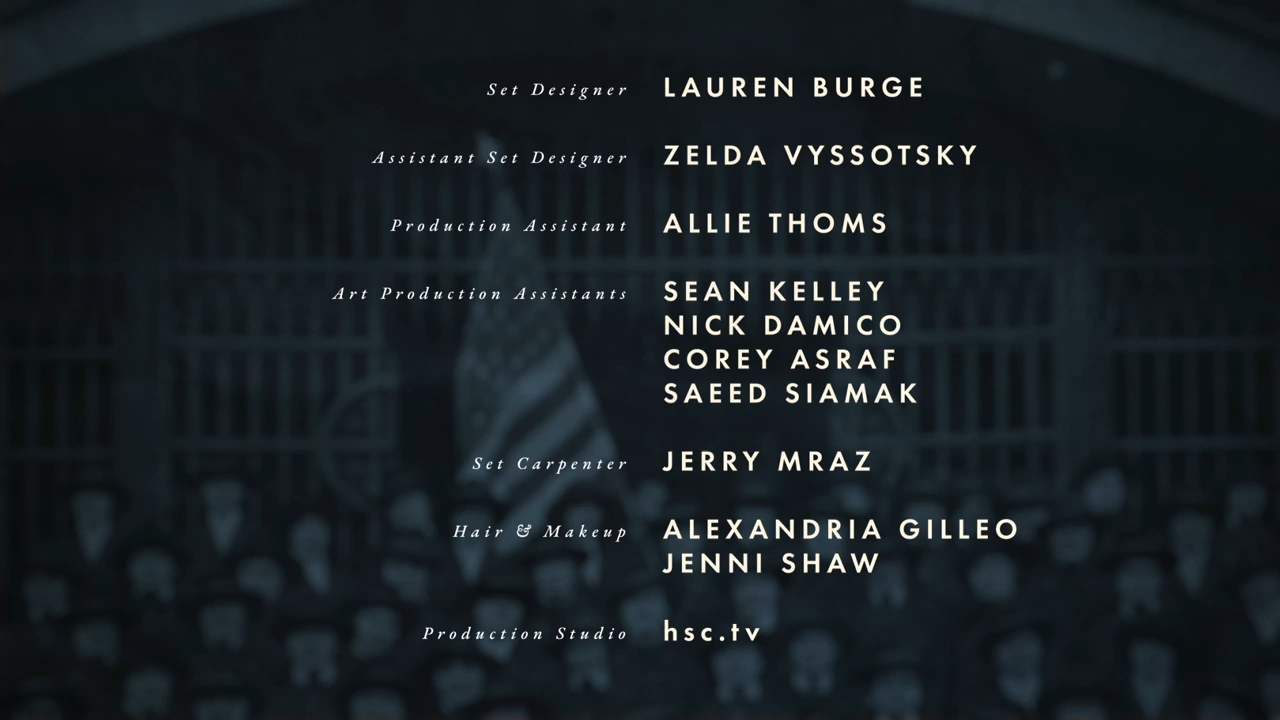 Set Designer LAUREN BURGE
Assistant Set Designer ZELDA VYSSOTSKY
Production Assistant ALLIE THOMS
Art Production Assistants SEAN KELLEY
NICK DAMICO
COREY ASRAF
SAEED SIAMAK
Set Carpenter JERRY MRAZ
Hair & Makeup ALEXANDRIA GILLEO
JENNI SHAW
Production Studio hsc.tv